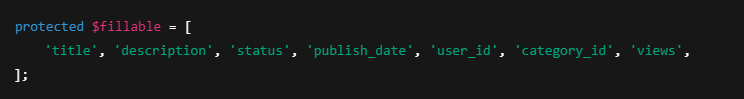 protected $fillable = [
    'title', 'description', 'status', 'publish_date', 'user_id', 'category_id', 'views',
];